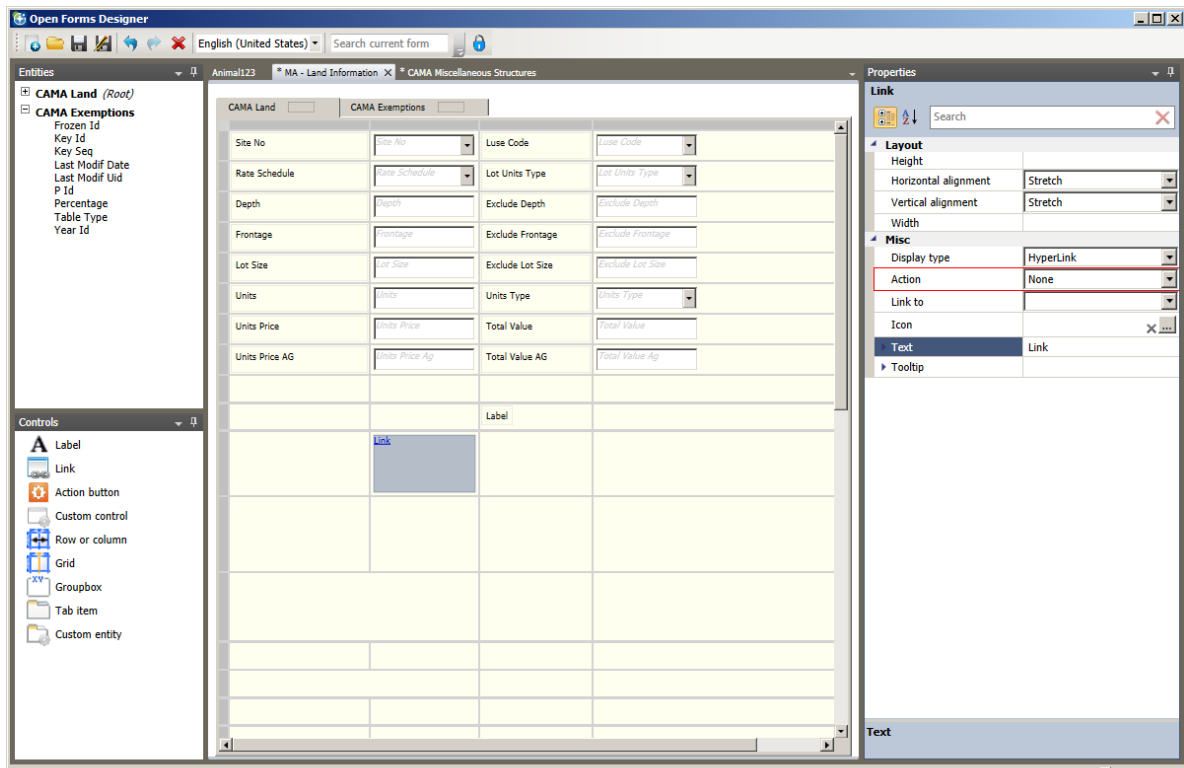 Open Forms Designer
English (United States) Search current form
Entities
CAMA Land (Root)
CAMA Exemptions
Frozen Id
Key Id
Key Seq
Last Modif Date
Last Modif Uid
P Id
Percentage
Table Type
Year Id
Controls
Label
Link
Action button
Custom control
Row or column
Grid
XY
Groupbox
Tab item
Custom entity
Animal123 * MA - Land Information X * CAMA Miscellaneous Structures
CAMA Land CAMA Exemptions
Site No Site No Luse Code Luse Code
Rate Schedule Rate Schedule Lot Units Type Lot Units Type
Depth Depth Exclude Depth Exclude Depth
Frontage Frontage Exclude Frontage Exclude Frontage
Lot Size Lot Size Exclude Lot Size Exclude Lot Size
Units Units Units Type Units Type
Units Price Units Price Total Value Total Value
Units Price AG Units Price Ag Total Value AG Total Value Ag
Label
Link
Properties
Link
Search
Layout
Height
Horizontal alignment Stretch
Vertical alignment Stretch
Width
Misc
Display type HyperLink
Action None
Link to
Icon ...
Text Link
Tooltip
Text